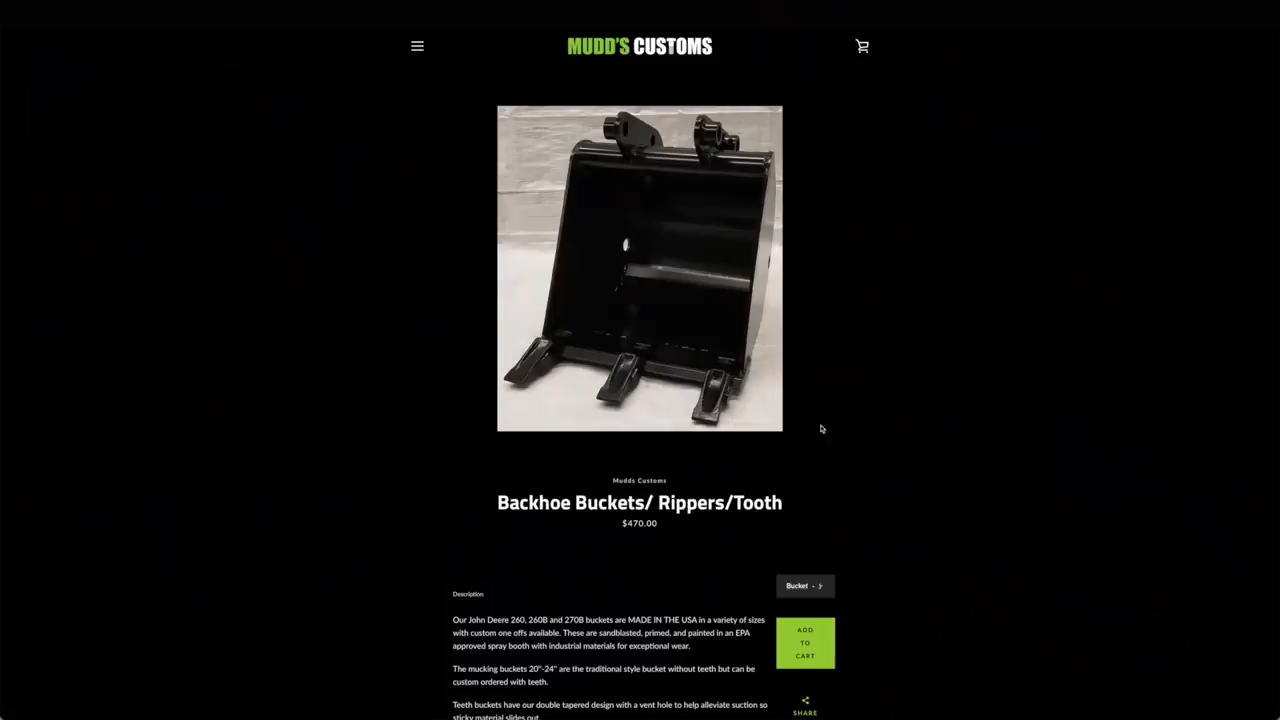 MUDD'S CUSTOMS
Mudds Customs
Backhoe Buckets/ Rippers/Tooth
$470.00
Bucket -
Description
Our John Deere 260, 260B and 270B buckets are MADE IN THE USA in a variety of sizes
with custom one offs available. These are sandblasted, primed, and painted in an EPA
approved spray booth with industrial materials for exceptional wear.
ADD
TO
CART
The mucking buckets 20"-24" are the traditional style bucket without teeth but can be
custom ordered with teeth.
Teeth buckets have our double tapered design with a vent hole to help alleviate suction so
sticky material slides out.
SHARE